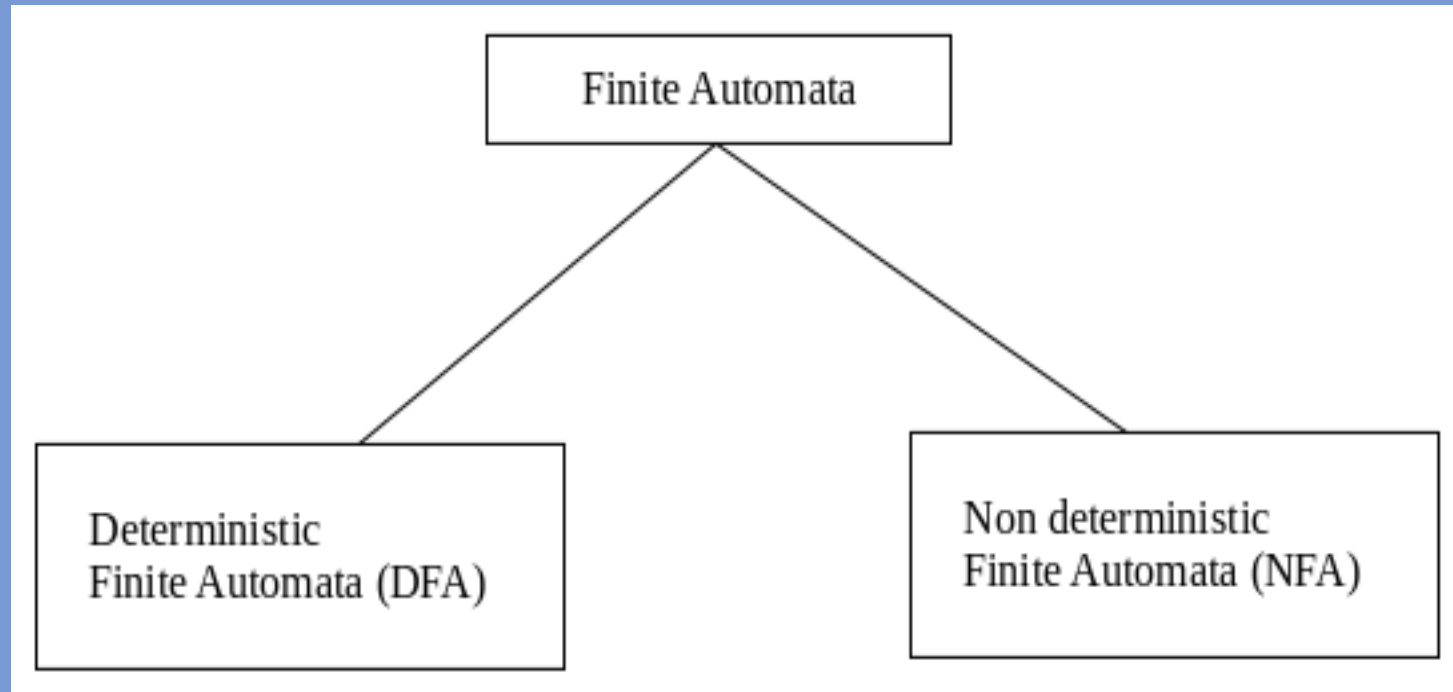 Finite Automata
Deterministic
Finite Automata (DFA)
Non deterministic
Finite Automata (NFA)